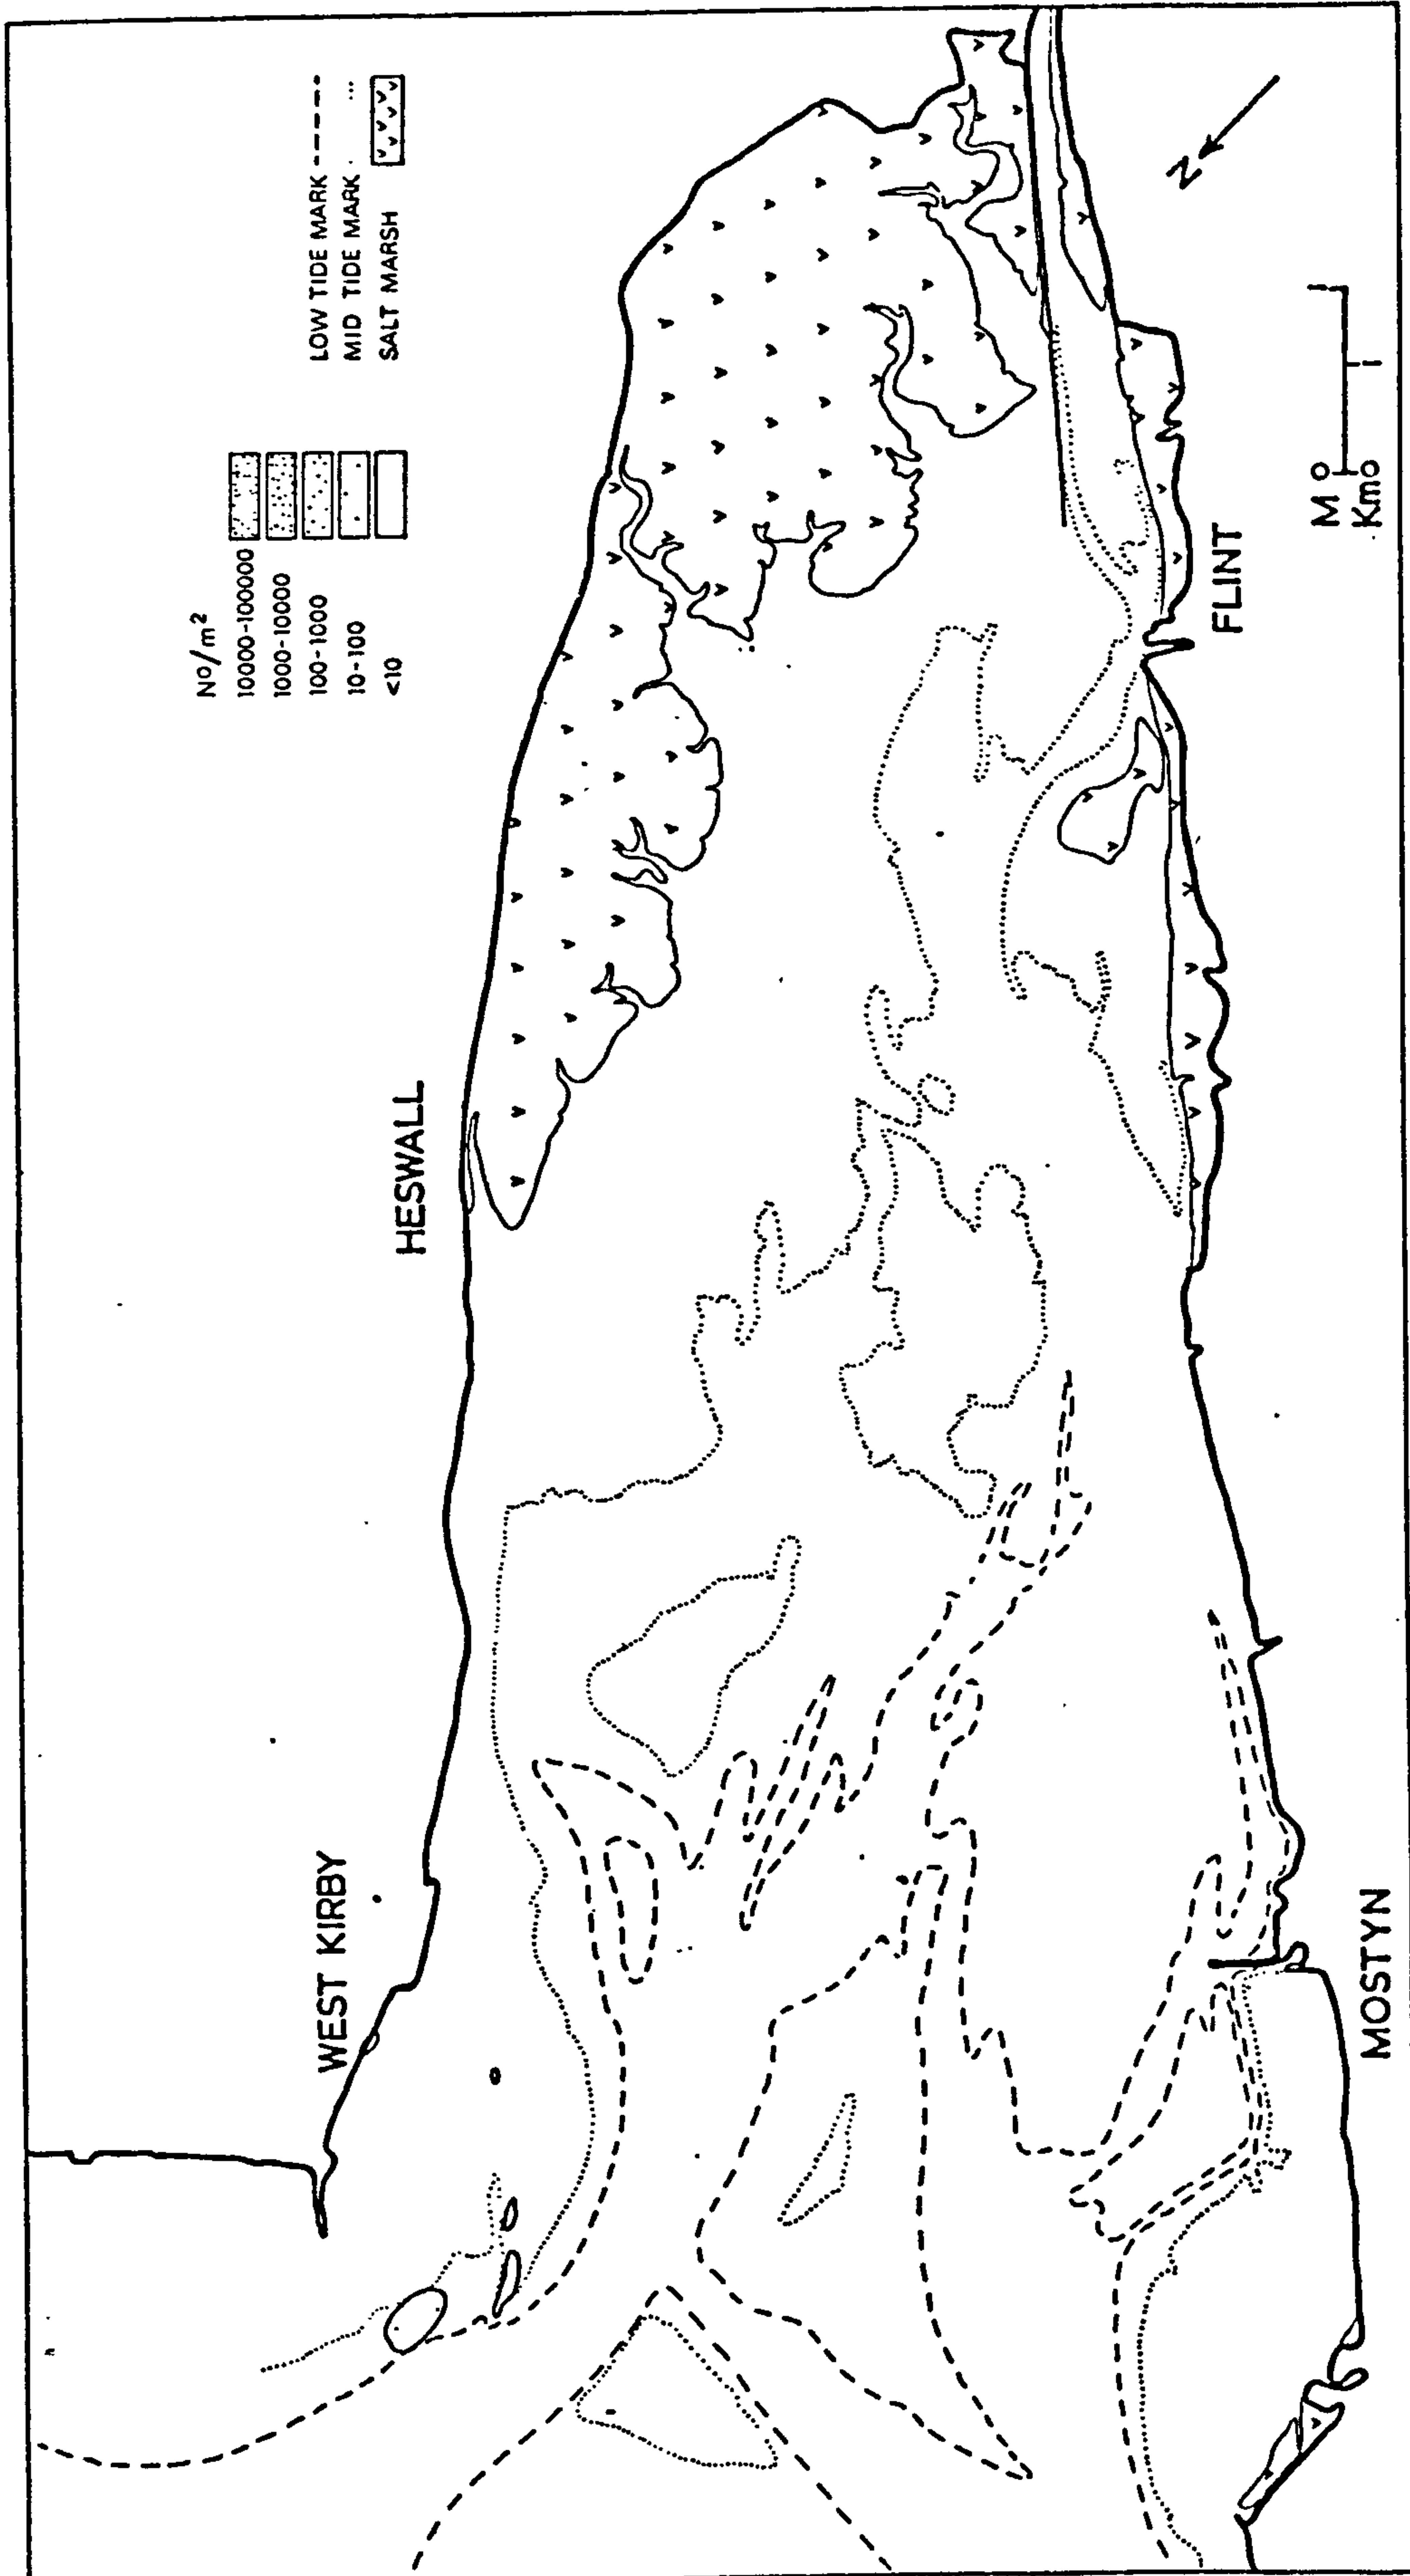 No/m²
10000-100000
1000-10000
100-1000
10-100
<10
LOW TIDE MARK
MID TIDE MARK
SALT MARSH
WEST KIRBY
HESWALL
N
MOSTYN
FLINT
M 0 1
Km 0 1